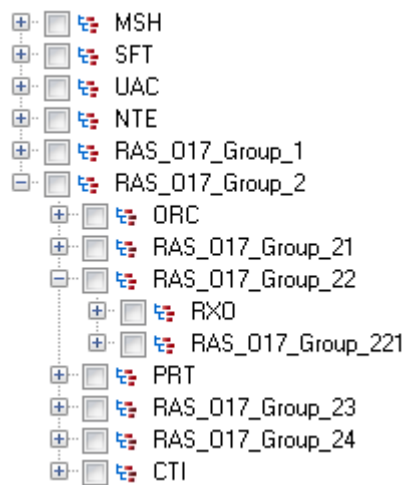 MSH
SFT
UAC
NTE
RAS_O17_Group_1
RAS_O17_Group_2
ORC
RAS_O17_Group_21
RAS_O17_Group_22
RXO
RAS_O17_Group_221
PRT
RAS_O17_Group_23
RAS_O17_Group_24
CTI